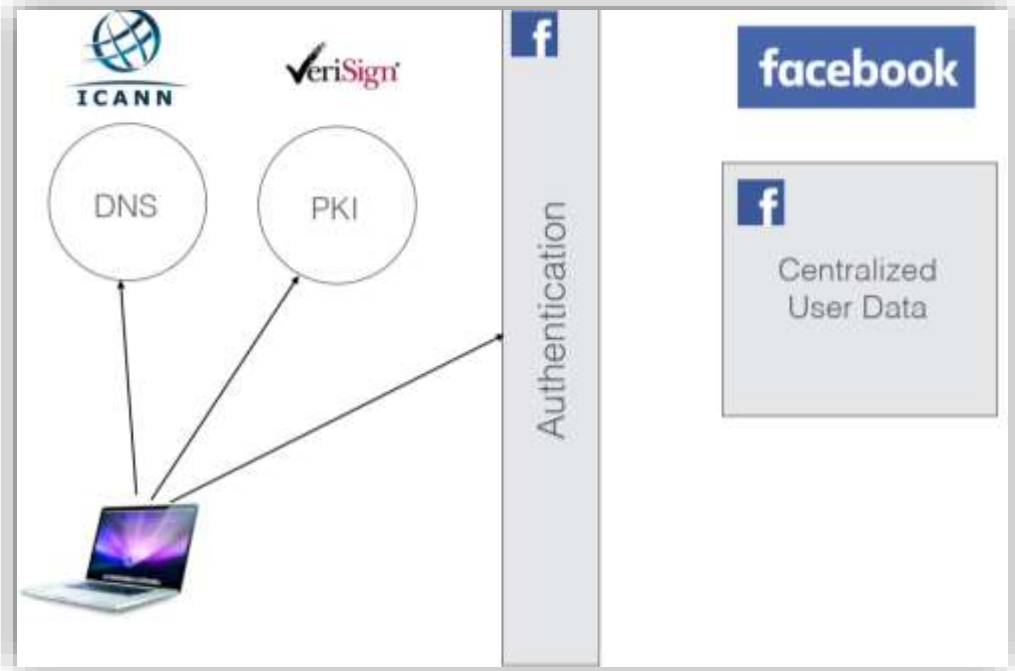 ICANN
VeriSign
f
facebook
DNS
PKI
Authentication
f
Centralized
User Data